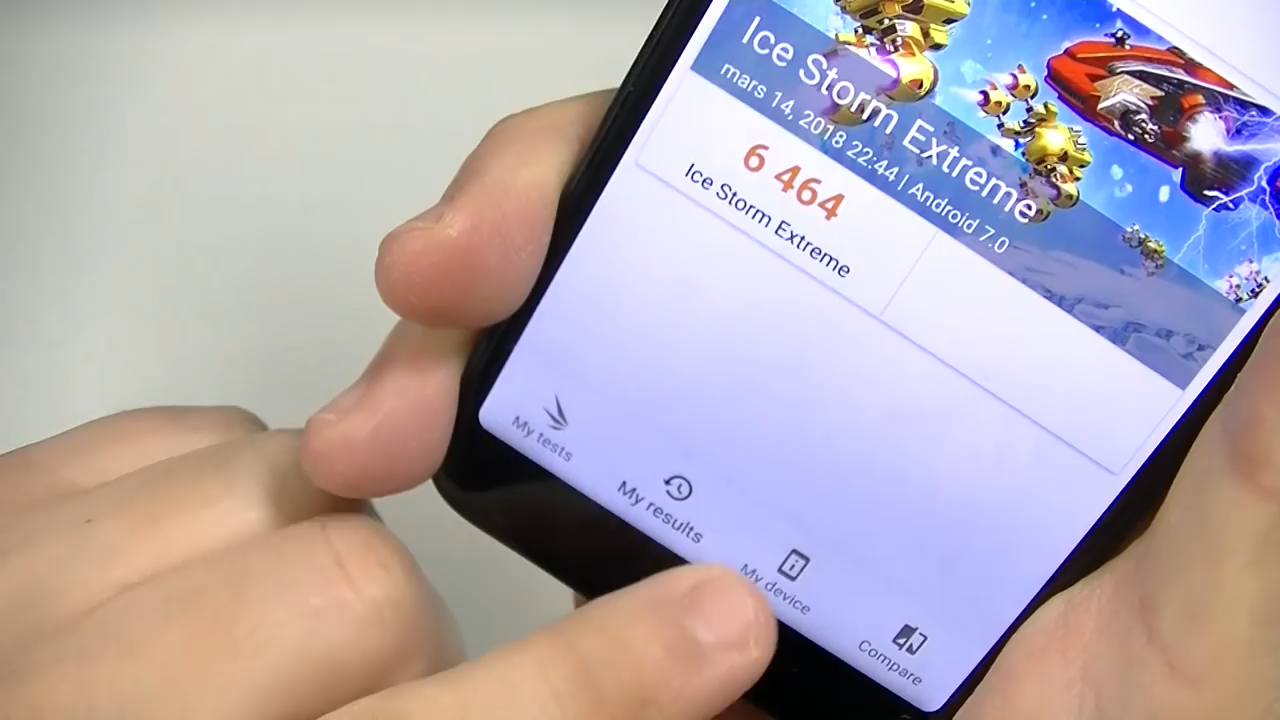 Ice Storm Extreme
mars 14, 2018 22:44 | Android 7.0
6 464
Ice Storm Extreme
My tests
My results
My device
Compare